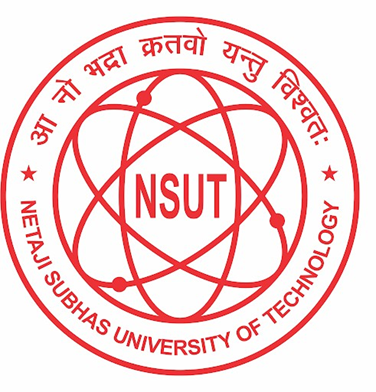 आ नो भद्रा क्रतवो यन्तु विश्वतः
NSUT
NETAJI SUBHAS UNIVERSITY OF TECHNOLOGY